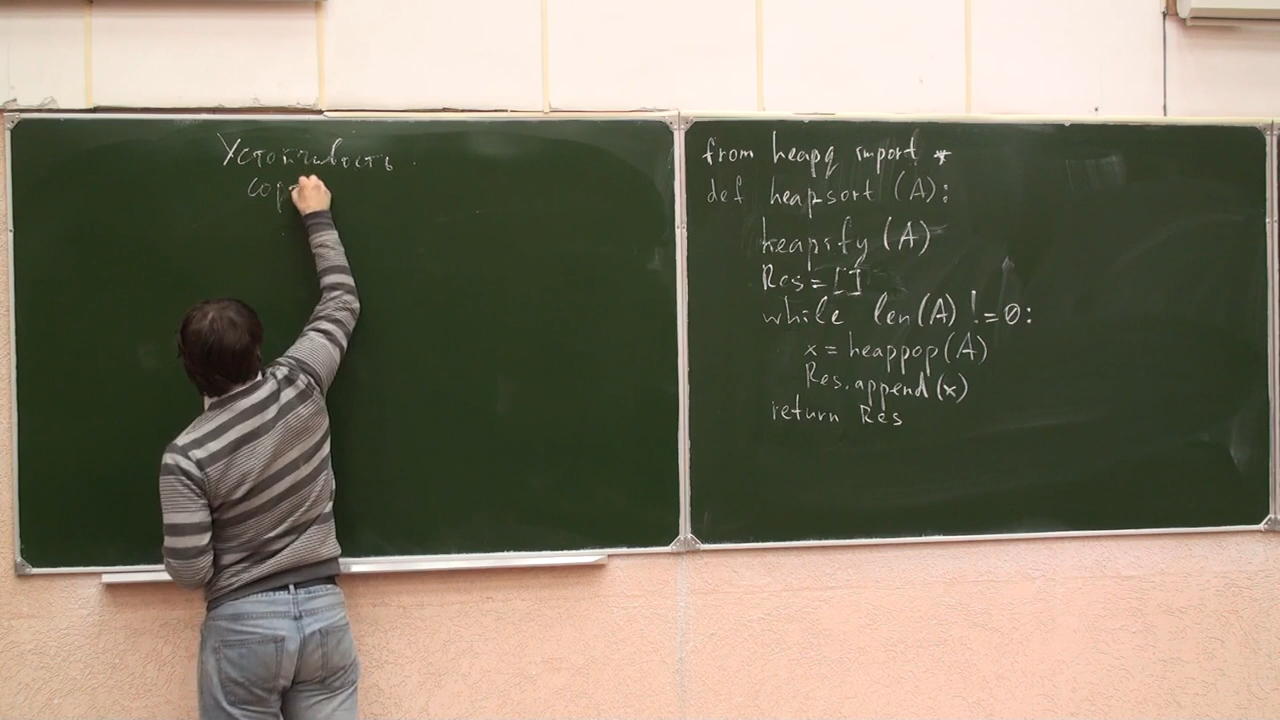 Устойчивость
сор
from heapq import *
def heapsort (A):
heapify (A)
Res = []
while len(A) != 0:
x = heappop(A)
Res.append(x)
return Res